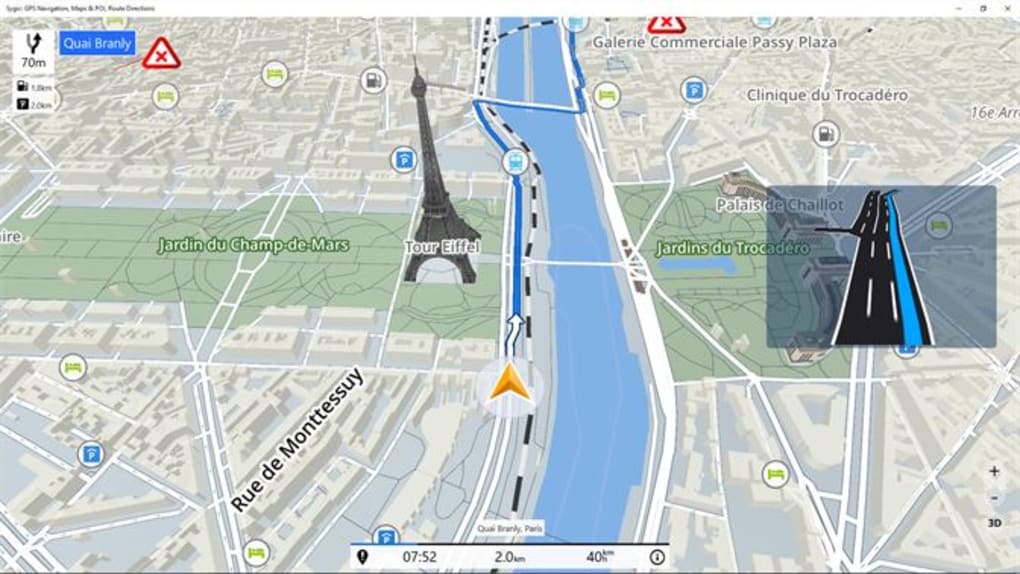 Sygic: GPS Navigation, Maps & POI, Route Directions
Quai Branly
70m
1.0km
P 2.0km
Galerie Commerciale Passy Plaza
Clinique du Trocadéro
16e Arr
P
P
Palais de Chaillot
aire
Jardin du Champ-de-Mars
Tour Eiffel
Jardins du Trocadéro
P
Rue de Monttessuy
P
P
Quai Branly, Paris
07:52
2.0km
40km/h
+
-
3D